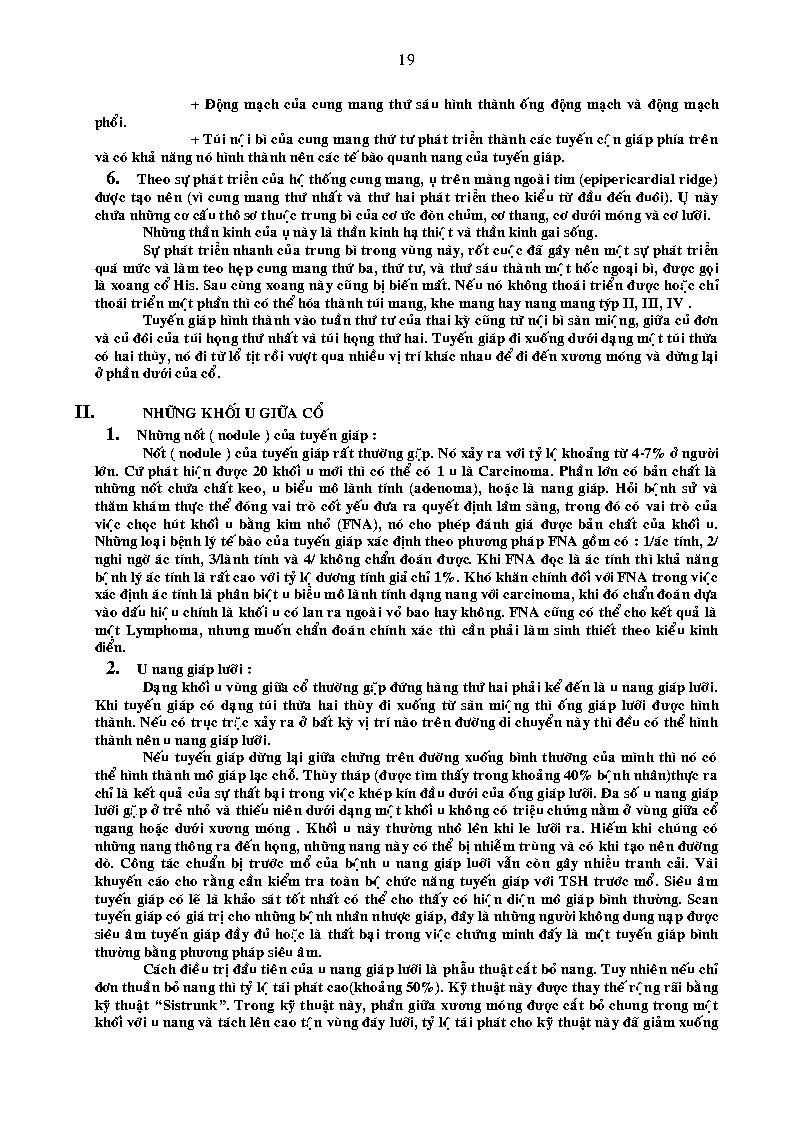 19
+ Động mạch của cung mang thứ sáu hình thành ống động mạch và động mạch
phổi.
+ Túi nội bì của cung mang thứ tư phát triển thành các tuyến cận giáp phía trên
và có khả năng nó hình thành nên các tế bào quanh nang của tuyến giáp.
6. Theo sự phát triển của hệ thống cung mang, ụ trên màng ngoài tim (epipericardial ridge)
được tạo nên (vì cung mang thứ nhất và thứ hai phát triển theo kiểu từ đầu đến đuôi). Ụ này
chứa những cơ cấu thô sơ thuộc trung bì của cơ ức đòn chủm, cơ thang, cơ dưới móng và cơ lưỡi.
Những thần kinh của ụ này là thần kinh hạ thiệt và thần kinh gai sống.
Sự phát triển nhanh của trung bì trong vùng này, rốt cuộc đã gây nên một sự phát triển
quá mức và làm teo hẹp cung mang thứ ba, thứ tư, và thứ sáu thành một hốc ngoại bì, được gọi
là xoang cổ His. Sau cùng xoang này cũng bị biến mất. Nếu nó không thoái triển được hoặc chỉ
thoái triển một phần thì có thể hóa thành túi mang, khe mang hay nang mang týp II, III, IV .
Tuyến giáp hình thành vào tuần thứ tư của thai kỳ cũng từ nội bì sàn miệng, giữa củ đơn
và củ đôi của túi họng thứ nhất và túi họng thứ hai. Tuyến giáp đi xuống dưới dạng một túi thừa
có hai thùy, nó đi từ lổ tịt rồi vượt qua nhiều vị trí khác nhau để đi đến xương móng và dừng lại
ở phần dưới của cổ.
II. NHỮNG KHỐI U GIỮA CỔ
1. Những nốt ( nodule ) của tuyến giáp :
Nốt ( nodule ) của tuyến giáp rất thường gặp. Nó xảy ra với tỷ lệ khoảng từ 4-7% ở người
lớn. Cứ phát hiện được 20 khối u mới thì có thể có 1 u là Carcinoma. Phần lớn có bản chất là
những nốt chứa chất keo, u biểu mô lành tính (adenoma), hoặc là nang giáp. Hỏi bệnh sử và
thăm khám thực thể đóng vai trò cốt yếu đưa ra quyết định lâm sàng, trong đó có vai trò của
việc chọc hút khối u bằng kim nhỏ (FNA), nó cho phép đánh giá được bản chất của khối u.
Những loại bệnh lý tế bào của tuyến giáp xác định theo phương pháp FNA gồm có : 1/ác tính, 2/
nghi ngờ ác tính, 3/lành tính và 4/ không chẩn đoán được. Khi FNA đọc là ác tính thì khả năng
bệnh lý ác tính là rất cao với tỷ lệ dương tính giả chỉ 1%. Khó khăn chính đối với FNA trong việc
xác định ác tính là phân biệt u biểu mô lành tính dạng nang với carcinoma, khi đó chẩn đoán dựa
vào dấu hiệu chính là khối u có lan ra ngoài vỏ bao hay không. FNA cũng có thể cho kết quả là
một Lymphoma, nhưng muốn chẩn đoán chính xác thì cần phải làm sinh thiết theo kiểu kinh
điển.
2. U nang giáp lưỡi :
Dạng khối u vùng giữa cổ thường gặp đứng hàng thứ hai phải kể đến là u nang giáp lưỡi.
Khi tuyến giáp có dạng túi thừa hai thùy đi xuống từ sàn miệng thì ống giáp lưỡi được hình
thành. Nếu có trục trặc xảy ra ở bất kỳ vị trí nào trên đường di chuyển này thì đều có thể hình
thành nên u nang giáp lưỡi.
Nếu tuyến giáp dừng lại giữa chừng trên đường xuống bình thường của mình thì nó có
thể hình thành mô giáp lạc chỗ. Thùy tháp (được tìm thấy trong khoảng 40% bệnh nhân)thực ra
chỉ là kết quả của sự thất bại trong việc khép kín đầu dưới của ống giáp lưỡi. Đa số u nang giáp
lưỡi gặp ở trẻ nhỏ và thiếu niên dưới dạng một khối u không có triệu chứng nằm ở vùng giữa cổ
ngang hoặc dưới xương móng . Khối u này thường nhô lên khi le lưỡi ra. Hiếm khi chúng có
những nang thông ra đến họng, những nang này có thể bị nhiễm trùng và có khi tạo nên đường
dò. Công tác chuẩn bị trước mổ của bệnh u nang giáp luỡi vẫn còn gây nhiều tranh cải. Vài
khuyến cáo cho rằng cần kiểm tra toàn bộ chức năng tuyến giáp với TSH trước mổ. Siêu âm
tuyến giáp có lẽ là khảo sát tốt nhất có thể cho thấy có hiện diện mô giáp bình thường. Scan
tuyến giáp có giá trị cho những bệnh nhân nhược giáp, đây là những người không dung nạp được
siêu âm tuyến giáp đầy đủ hoặc là thất bại trong việc chứng minh đấy là một tuyến giáp bình
thường bằng phương pháp siêu âm.
Cách điều trị đầu tiên của u nang giáp lưỡi là phẫu thuật cắt bỏ nang. Tuy nhiên nếu chỉ
đơn thuần bỏ nang thì tỷ lệ tái phát cao(khoảng 50%). Kỹ thuật này được thay thế rộng rãi bằng
kỹ thuật “Sistrunk”. Trong kỹ thuật này, phần giữa xương móng được cắt bỏ chung trong một
khối với u nang và tách lên cao tận vùng đáy lưỡi, tỷ lệ tái phát cho kỹ thuật này đã giảm xuống